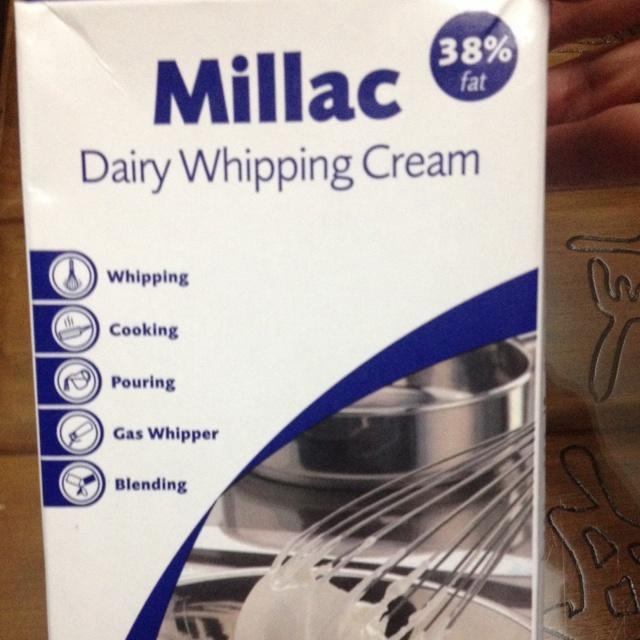 Millac
38%
fat
Dairy Whipping Cream
Whipping
Cooking
Pouring
Gas Whipper
Blending